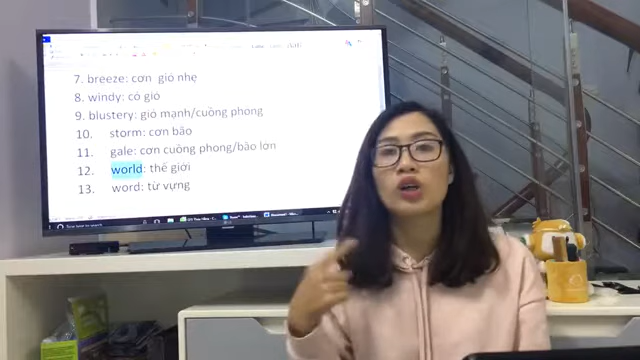 7. breeze: cơn gió nhẹ
8. windy: có gió
9. blustery: gió mạnh/cuồng phong
10. storm: cơn bão
11. gale: cơn cuồng phong/bão lớn
12. world: thế giới
13. word: từ vựng